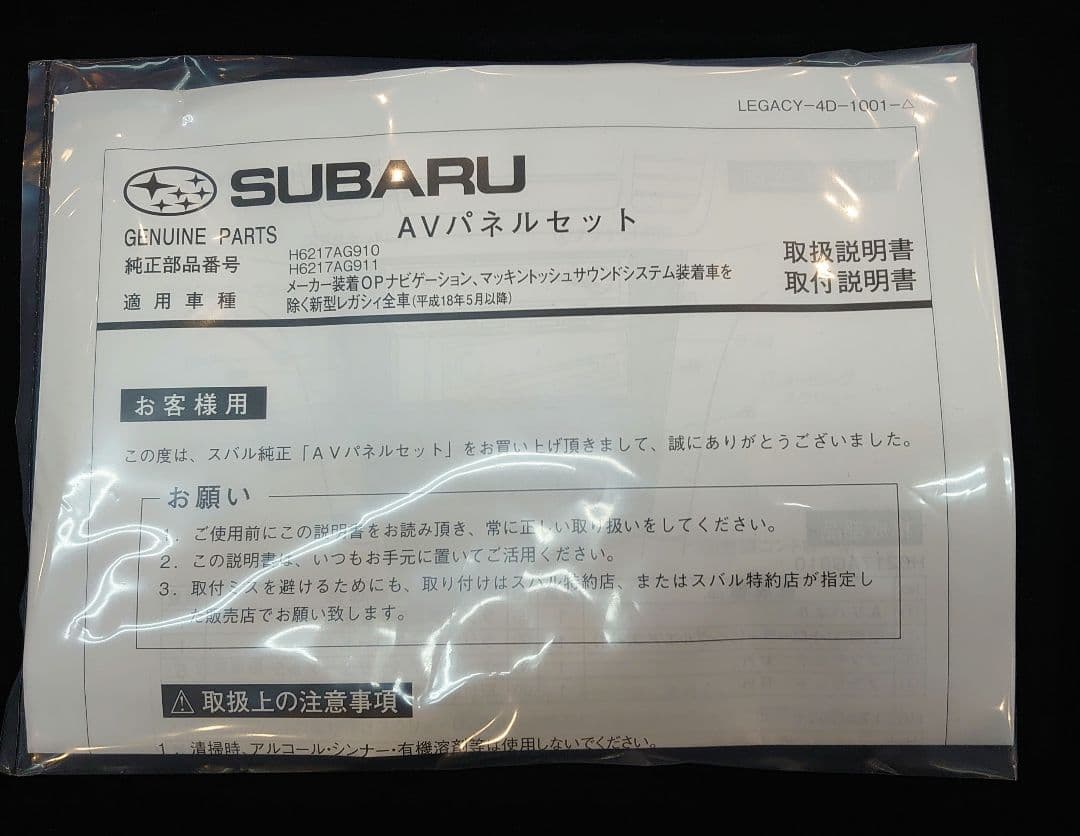 LEGACY-4D-1001-△
SUBARU
AVパネルセット
GENUINE PARTS
純正部品番号
H6217AG910
H6217AG911
適用車種
メーカー装着OPナビゲーション、マッキントッシュサウンドシステム装着車を
除く新型レガシィ全車(平成18年5月以降)
取扱説明書
取付説明書
お客様用
この度は、スバル純正「AVパネルセット」をお買い上げ頂きまして、誠にありがとうございました。
お願い
1. ご使用前にこの説明書をお読み頂き、常に正しい取り扱いをしてください。
2. この説明書は、いつもお手元に置いてご活用ください。
3. 取付ミスを避けるためにも、取り付けはスバル特約店、またはスバル特約店が指定し
た販売店でお願い致します。
⚠取扱上の注意事項
1. 清掃時、アルコール・シンナー・有機溶剤等は使用しないでください。